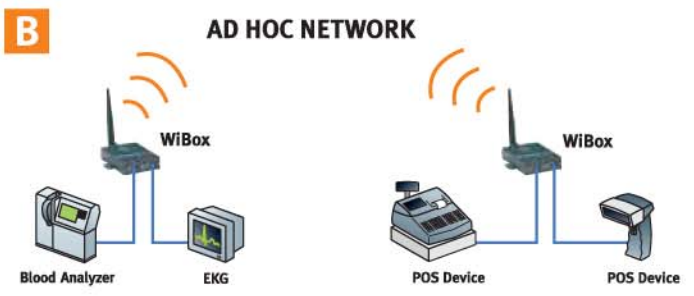 B
AD HOC NETWORK
WiBox
WiBox
Blood Analyzer
EKG
POS Device
POS Device